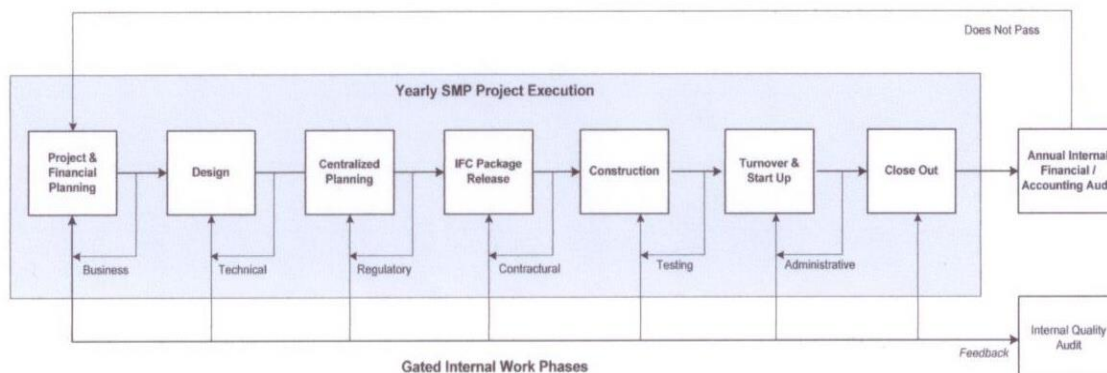 Does Not Pass
Yearly SMP Project Execution
Project &
Financial
Planning
Design
Centralized
Planning
IFC Package
Release
Construction
Turnover &
Start Up
Close Out
Annual Internal
Financial /
Accounting Audit
Business
Technical
Regulatory
Contractural
Testing
Administrative
Internal Quality
Audit
Feedback
Gated Internal Work Phases